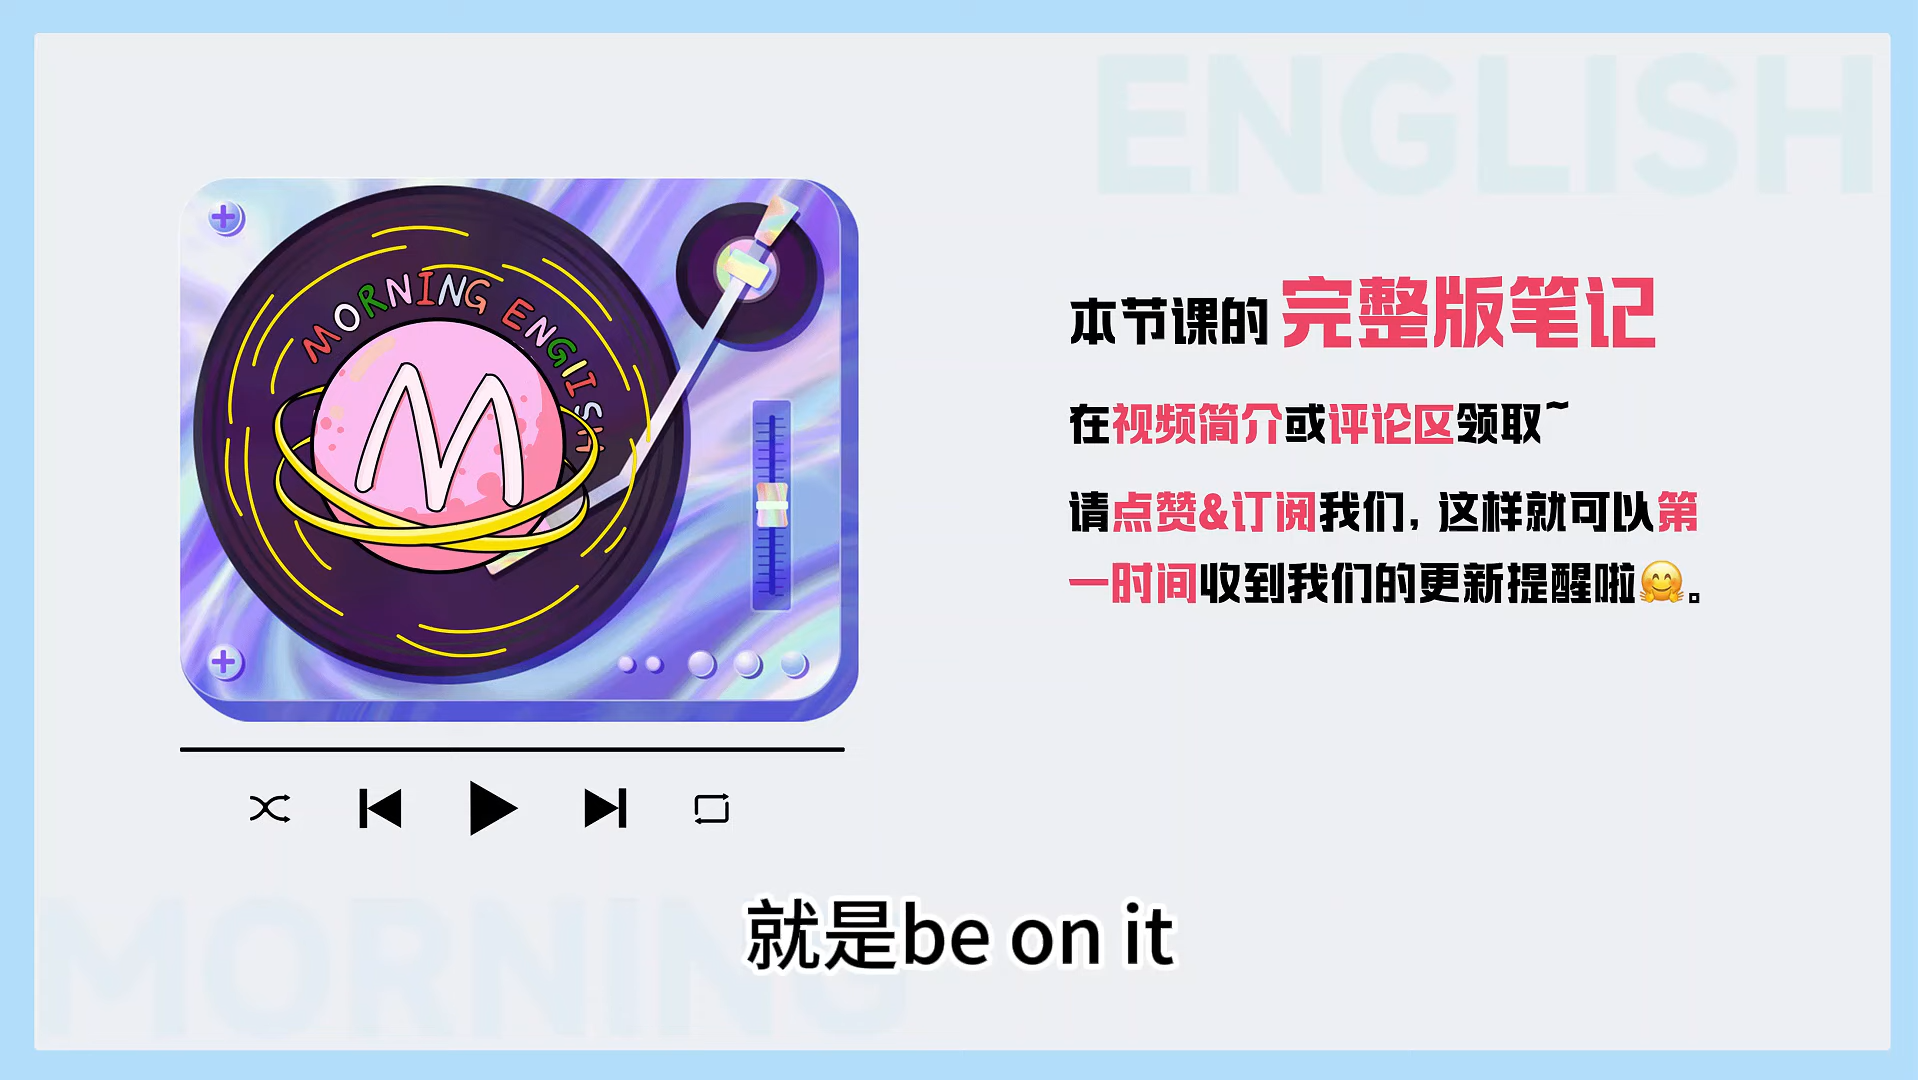 ENGLISH
MORNING ENGLISH
M
本节课的 完整版笔记
在视频简介或评论区领取~
请点赞&订阅我们，这样就可以第
一时间收到我们的更新提醒啦🤗。
MORNING
就是be on it